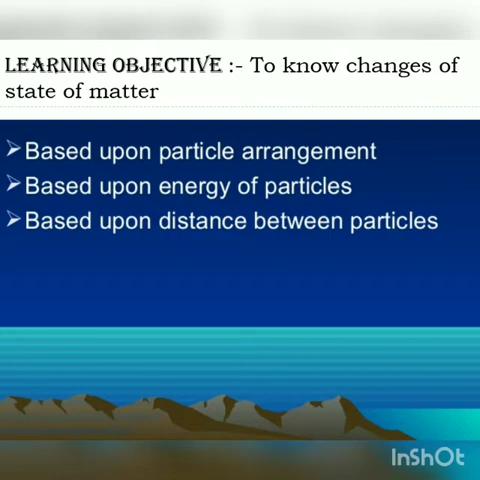 LEARNING OBJECTIVE :- To know changes of
state of matter
➢Based upon particle arrangement
➢Based upon energy of particles
➢Based upon distance between particles
InShOt